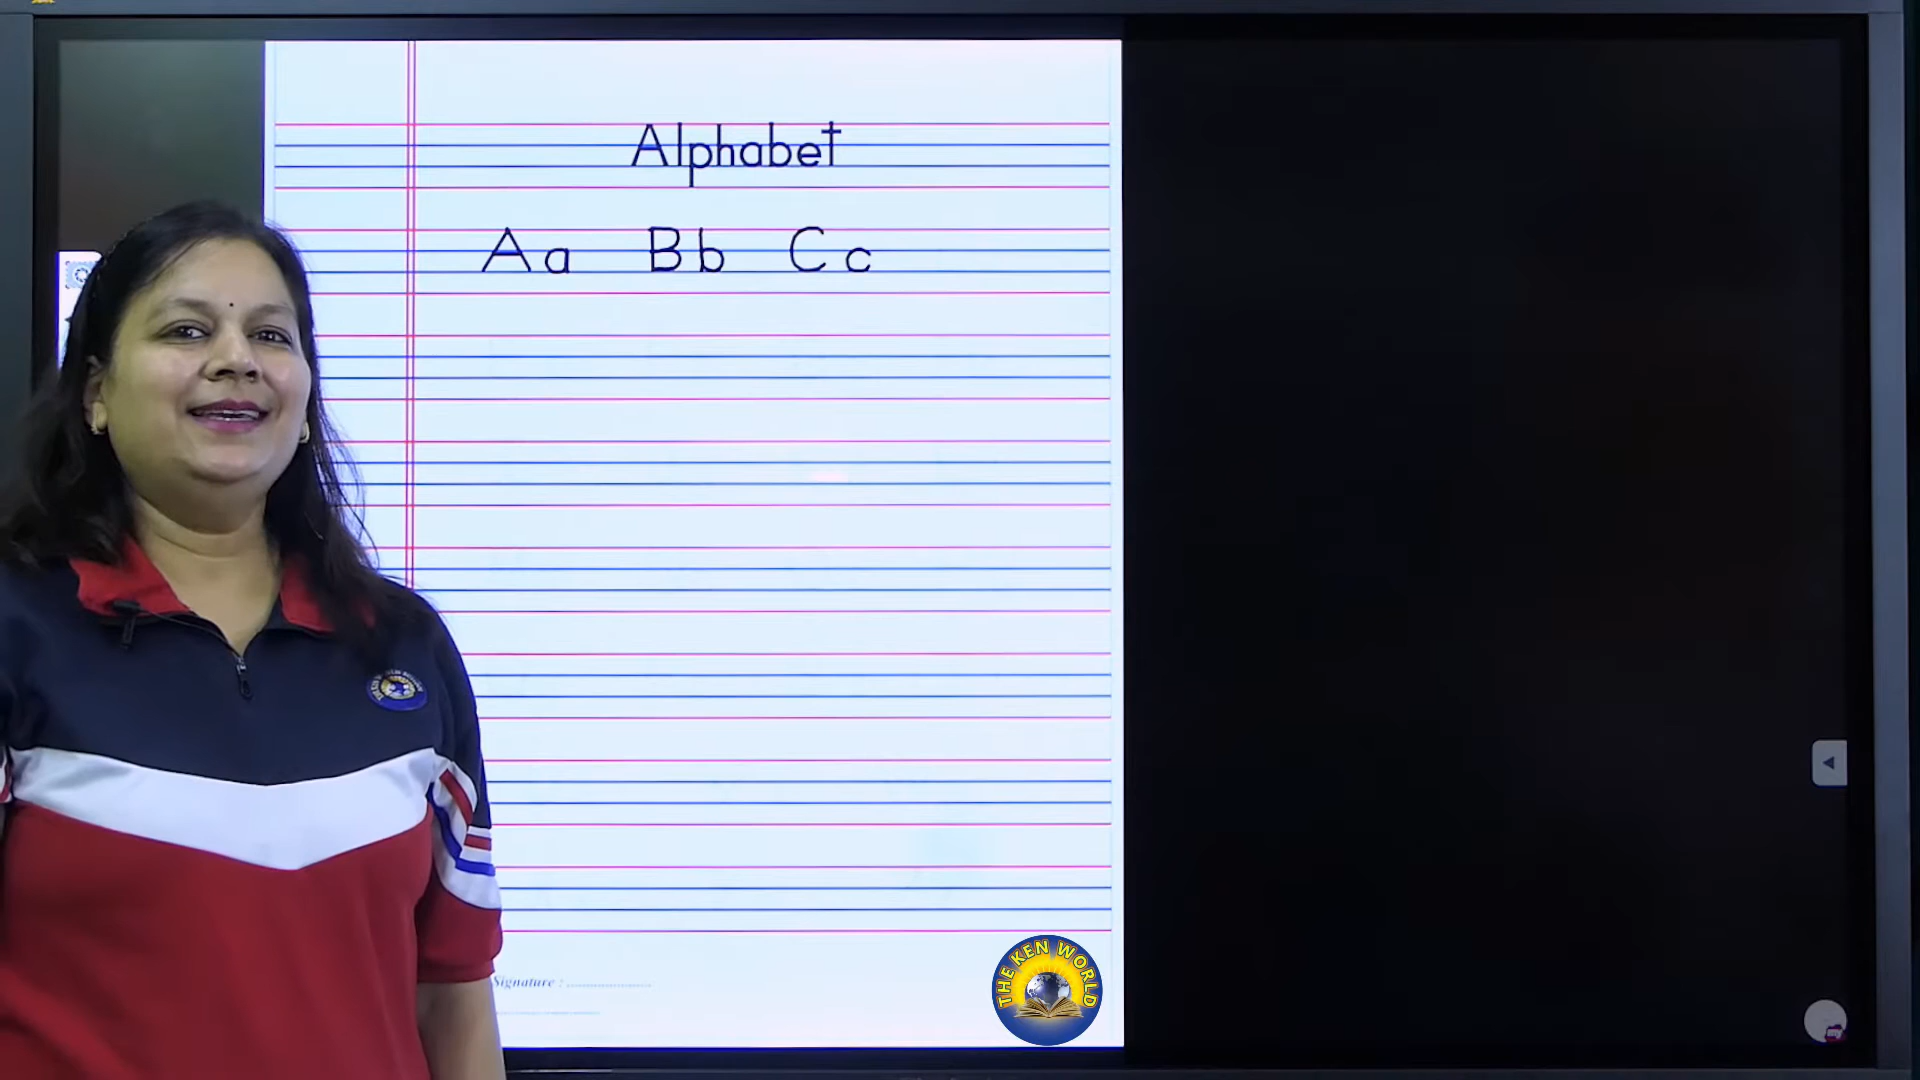 Alphabet
Aa Bb Cc
Signature : ........................
THE KEN WORLD